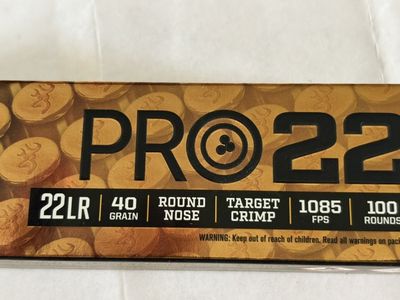 PRO22
22LR 40 GRAIN ROUND NOSE TARGET CRIMP 1085 FPS 100 ROUNDS
WARNING: Keep out of reach of children. Read all warnings on pack